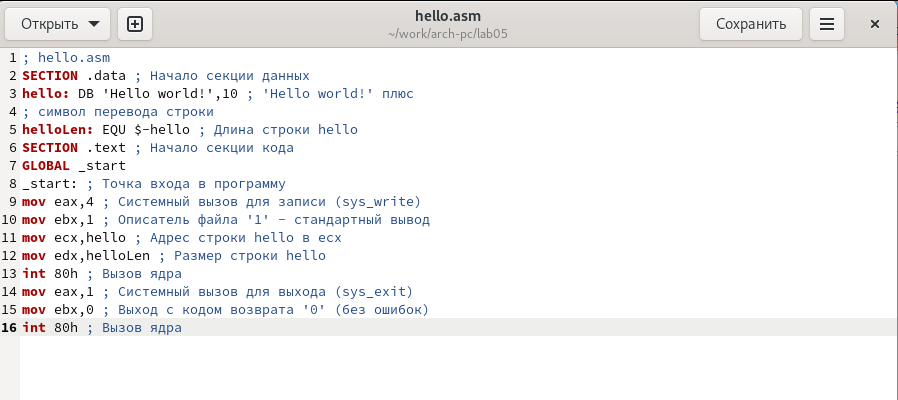 Открыть
hello.asm
~/work/arch-pc/lab05
Сохранить
1 ; hello.asm
2 SECTION .data ; Начало секции данных
3 hello: DB 'Hello world!',10 ; 'Hello world!' плюс
4 ; символ перевода строки
5 helloLen: EQU $-hello ; Длина строки hello
6 SECTION .text ; Начало секции кода
7 GLOBAL _start
8 _start: ; Точка входа в программу
9 mov eax,4 ; Системный вызов для записи (sys_write)
10 mov ebx,1 ; Описатель файла '1' - стандартный вывод
11 mov ecx,hello ; Адрес строки hello в ecx
12 mov edx,helloLen ; Размер строки hello
13 int 80h ; Вызов ядра
14 mov eax,1 ; Системный вызов для выхода (sys_exit)
15 mov ebx,0 ; Выход с кодом возврата '0' (без ошибок)
16 int 80h ; Вызов ядра